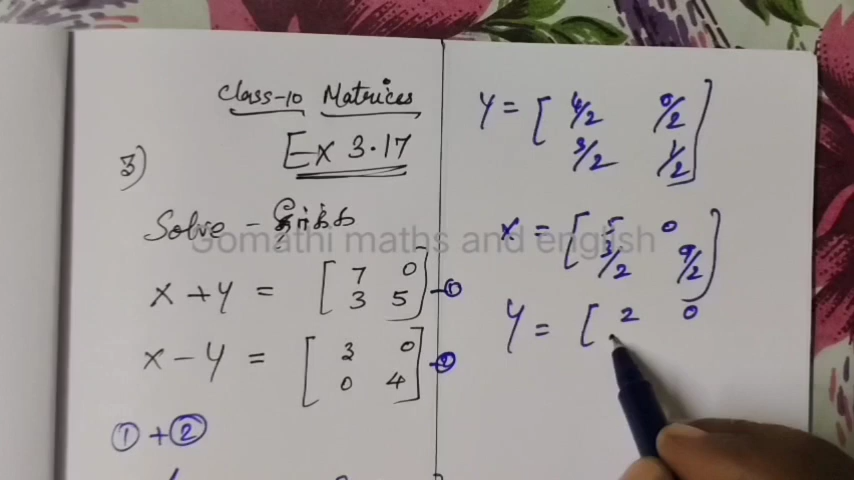 Class-10 Matrices
Ex 3.17
3)
Solve - தீர்க்க
x + y = [ 7 0
3 5 ] - ①
x - y = [ 3 0
0 4 ] - ②
① + ②
y = [ 4/2 0/2
3/2 1/2 ]
x = [ 5 0
3/2 9/2 ]
y = [ 2 0
Gomathi maths and english